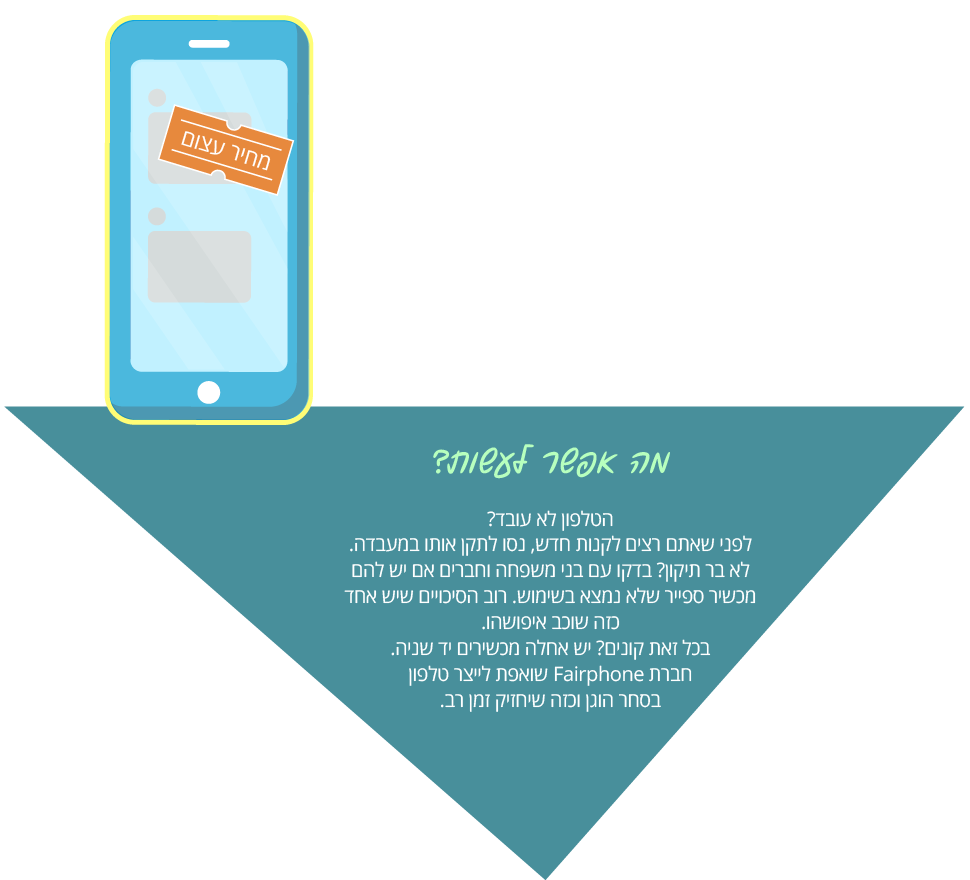 מחיר עצום
מה אפשר לעשות?
הטלפון לא עובד?
לפני שאתם רצים לקנות חדש, נסו לתקן אותו במעבדה.
לא בר תיקון? בדקו עם בני משפחה וחברים אם יש להם
מכשיר ספייר שלא נמצא בשימוש. רוב הסיכויים שיש אחד
כזה שוכב איפושהו.
בכל זאת קונים? יש אחלה מכשירים יד שניה.
חברת Fairphone שואפת לייצר טלפון
בסחר הוגן וכזה שיחזיק זמן רב.